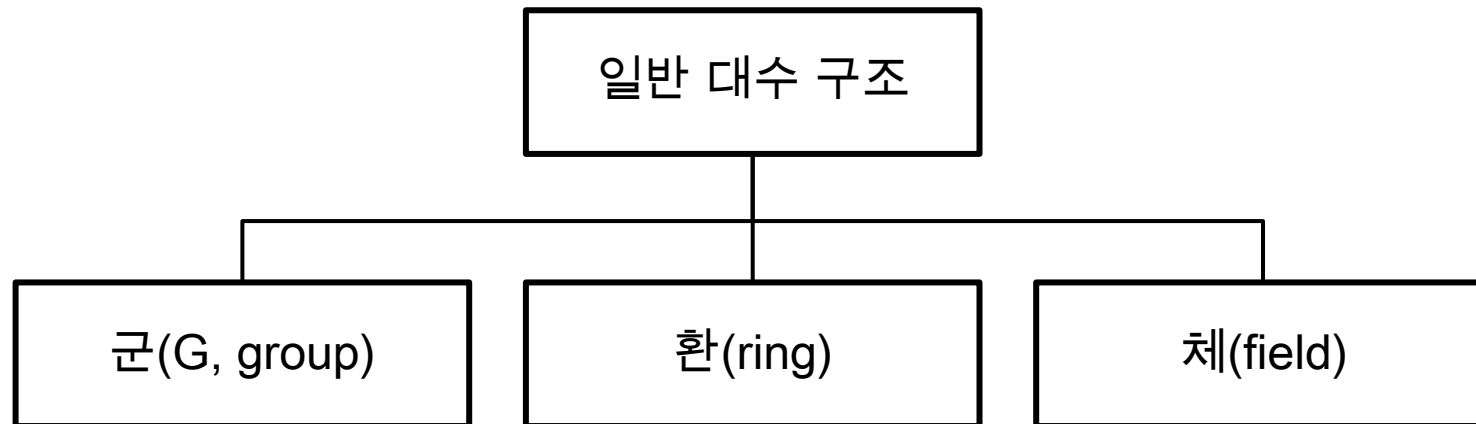 일반 대수 구조
군(G, group)
환(ring)
체(field)